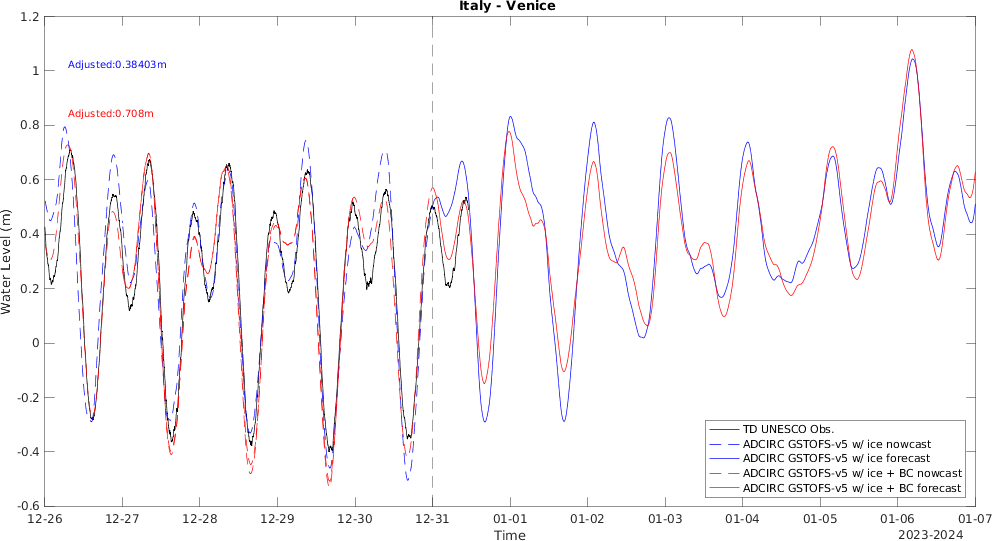 Italy - Venice
1.2
1
0.8
0.6
0.4
0.2
0
-0.2
-0.4
-0.6
Water Level (m)
Adjusted:0.38403m
Adjusted:0.708m
TD UNESCO Obs.
ADCIRC GSTOFS-v5 w/ ice nowcast
ADCIRC GSTOFS-v5 w/ ice forecast
ADCIRC GSTOFS-v5 w/ ice + BC nowcast
ADCIRC GSTOFS-v5 w/ ice + BC forecast
12-26 12-27 12-28 12-29 12-30 12-31 01-01 01-02 01-03 01-04 01-05 01-06 01-07
Time
2023-2024